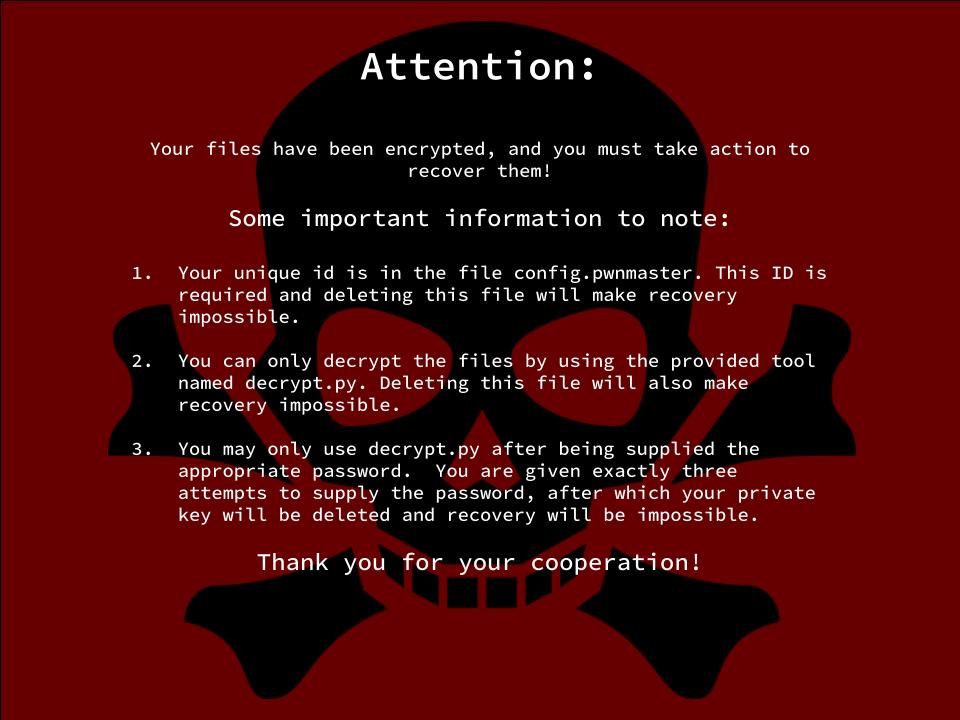 Attention:
Your files have been encrypted, and you must take action to
recover them!
Some important information to note:
1. Your unique id is in the file config.pwnmaster. This ID is
required and deleting this file will make recovery
impossible.
2. You can only decrypt the files by using the provided tool
named decrypt.py. Deleting this file will also make
recovery impossible.
3. You may only use decrypt.py after being supplied the
appropriate password.  You are given exactly three
attempts to supply the password, after which your private
key will be deleted and recovery will be impossible.
Thank you for your cooperation!